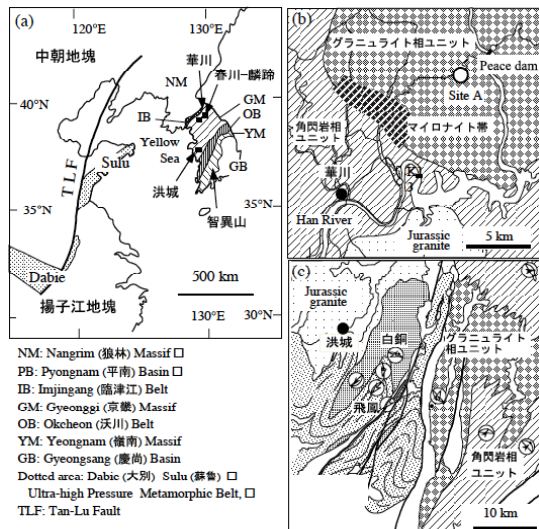 (a)
120°E
130°E
中朝地塊
華川
NM
春川–麟蹄
40°N
GM
OB
IB
YM
Yellow
Sea
Sulu
GB
TLF
洪城
35°N
35°N
智異山
500 km
Dabie
揚子江地塊
130°E
30°N
NM: Nangrim (狼林) Massif □
PB: Pyongnam (平南) Basin □
IB: Imjingang (臨津江) Belt
GM: Gyeonggi (京畿) Massif
OB: Okcheon (沃川) Belt
YM: Yeongnam (嶺南) Massif
GB: Gyeongsang (慶尚) Basin
Dotted area: Dabic (大別) Sulu (蘇魯) □
Ultra-high Pressure Metamorphic Belt, □
TLF: Tan-Lu Fault
(b)
グラニュライト相ユニット
Peace dam
Site A
角閃岩相
ユニット
マイロナイト帯
華川
Han River
Jurassic
granite
5 km
(c)
Jurassic
granite
白銅
グラニュライト
相ユニット
洪城
飛鳳
角閃岩相
ユニット
10 km